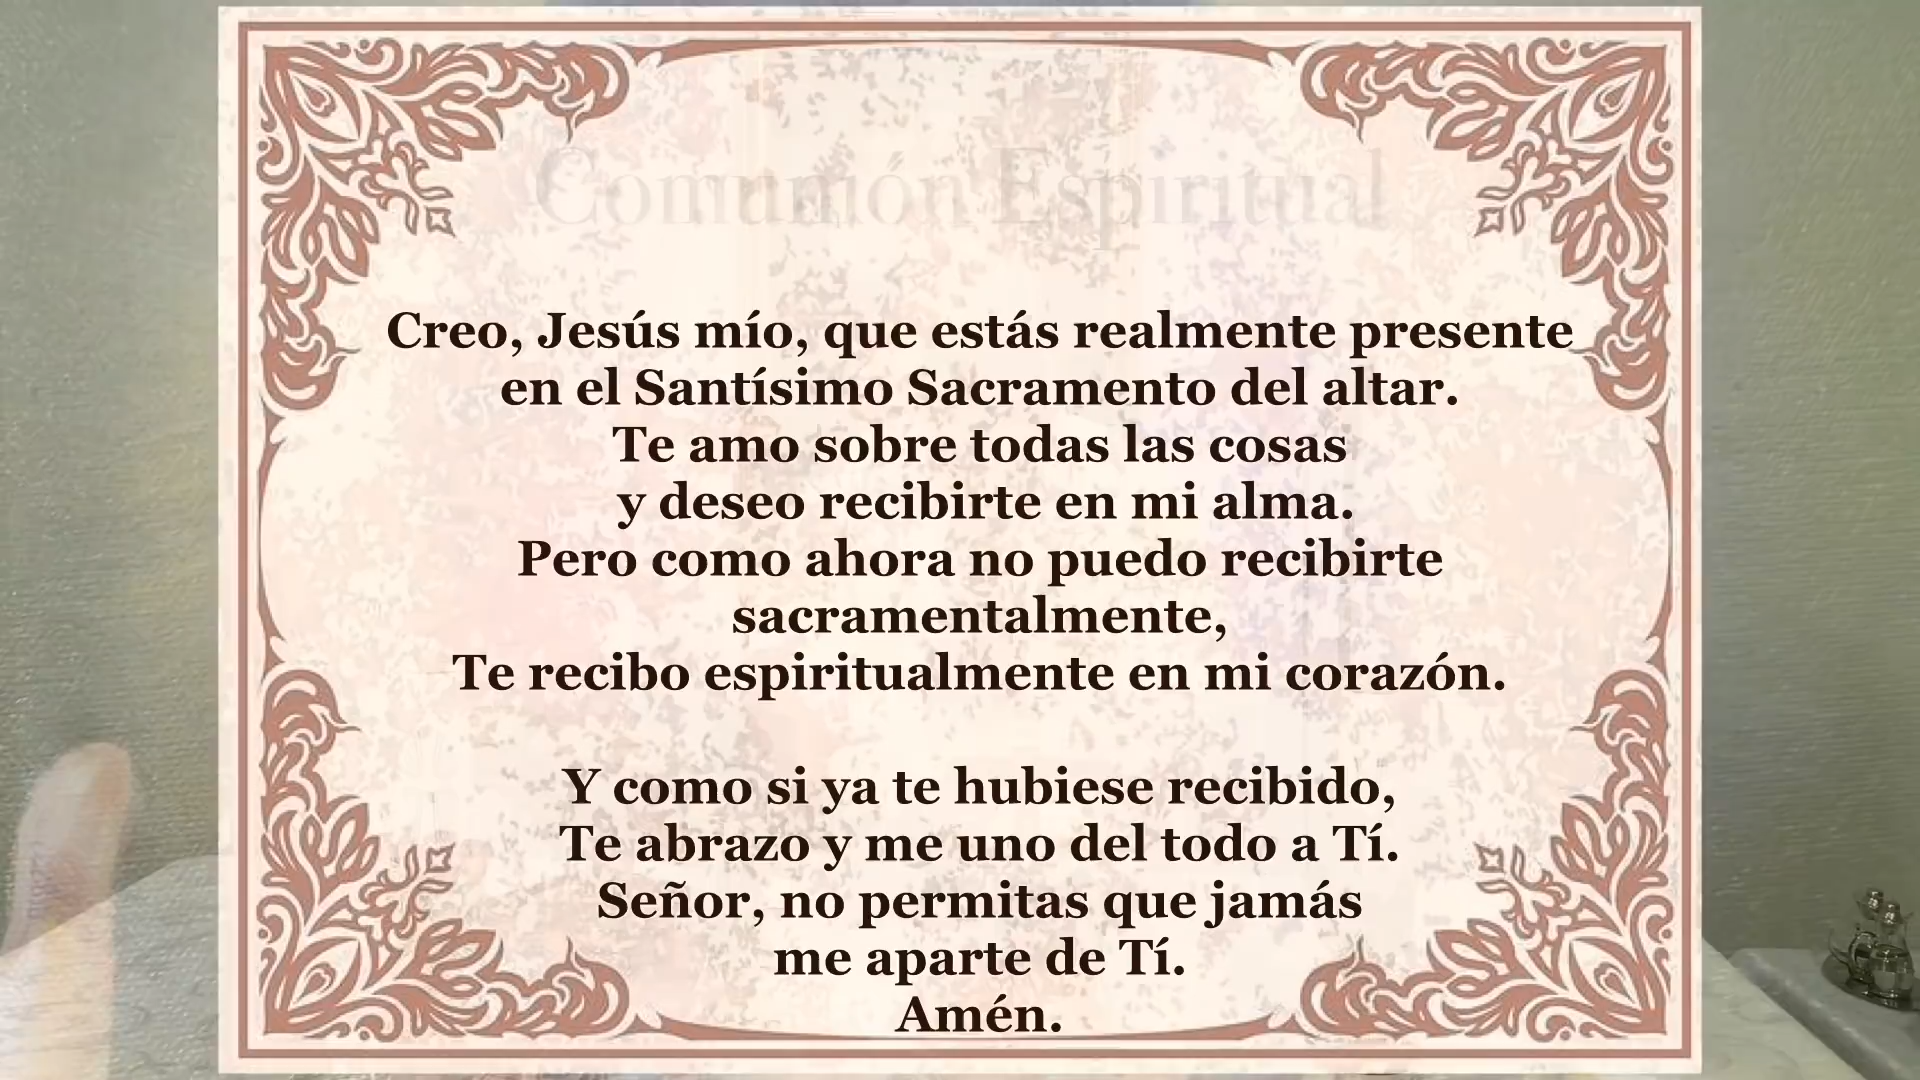 Comunión Espiritual
Creo, Jesús mío, que estás realmente presente
en el Santísimo Sacramento del altar.
Te amo sobre todas las cosas
y deseo recibirte en mi alma.
Pero como ahora no puedo recibirte
sacramentalmente,
Te recibo espiritualmente en mi corazón.
Y como si ya te hubiese recibido,
Te abrazo y me uno del todo a Tí.
Señor, no permitas que jamás
me aparte de Tí.
Amén.